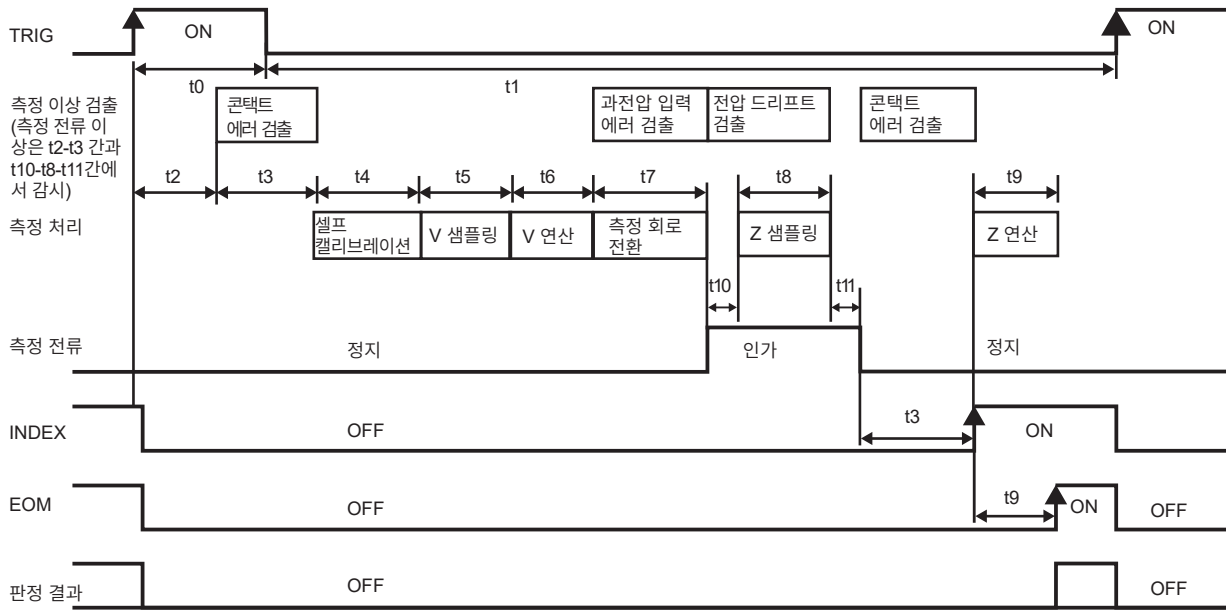 TRIG
ON
ON
t0
t1
측정 이상 검출
(측정 전류 이
상은 t2-t3 간과
t10-t8-t11간에
서 감시)
콘택트
에러 검출
과전압 입력
에러 검출
전압 드리프트
검출
콘택트
에러 검출
t2
t3
t4
t5
t6
t7
t8
t9
측정 처리
셀프
캘리브레이션
V 샘플링
V 연산
측정 회로
전환
Z 샘플링
Z 연산
t10
t11
측정 전류
정지
인가
정지
INDEX
OFF
t3
ON
EOM
OFF
t9
ON
OFF
판정 결과
OFF
OFF